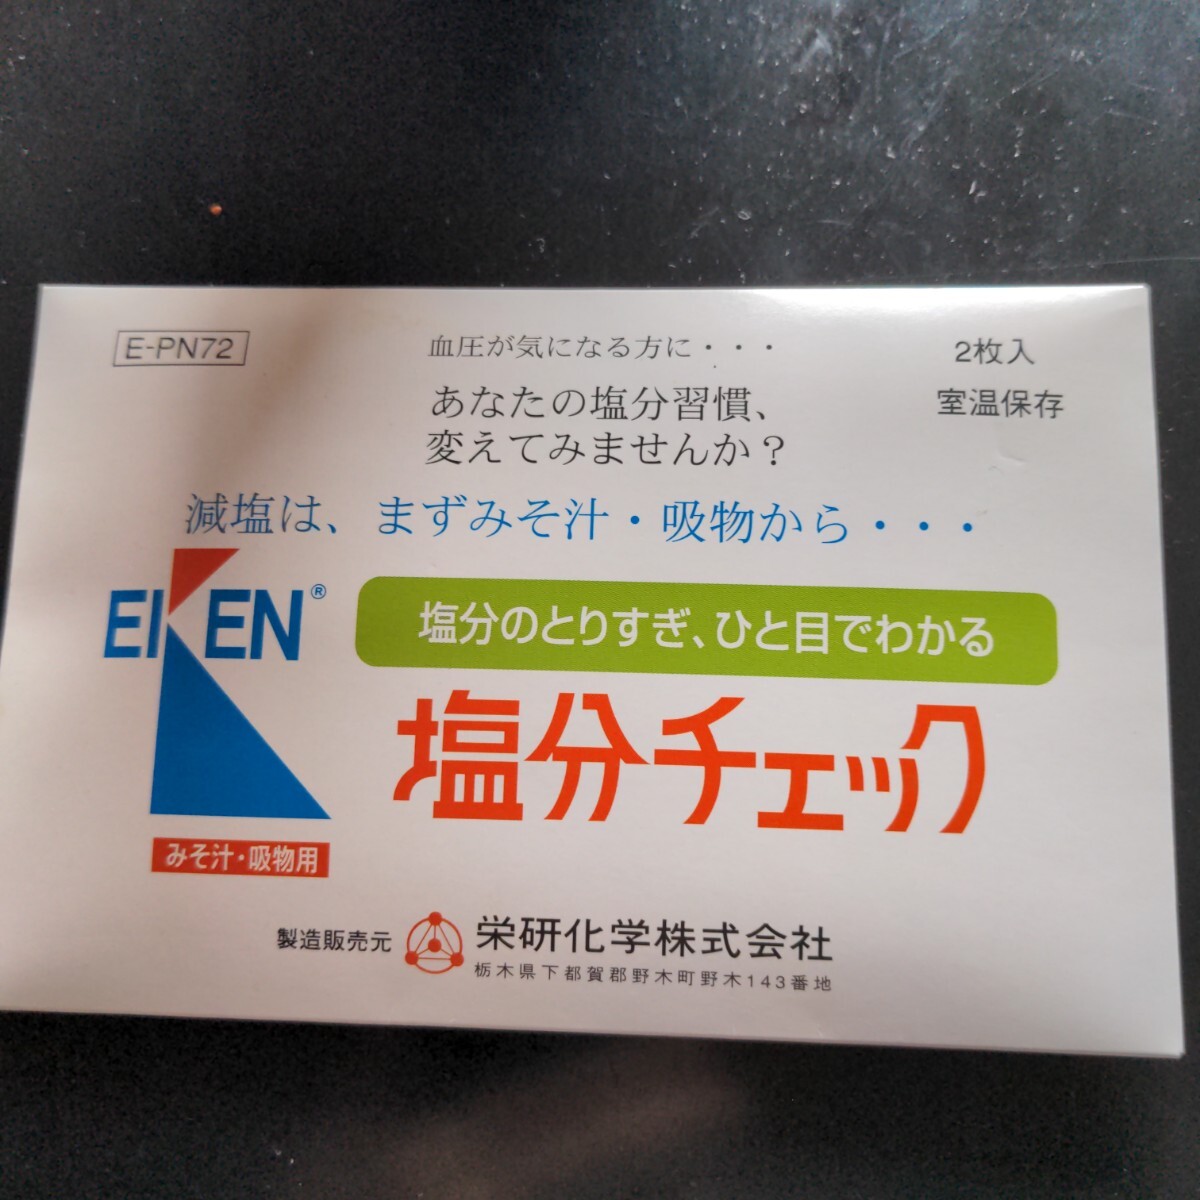 E-PN72
血圧が気になる方に・・・
2枚入
あなたの塩分習慣、
室温保存
変えてみませんか?
減塩は、まずみそ汁・吸物から・・・
EIKEN®
塩分のとりすぎ、ひと目でわかる
塩分チェック
みそ汁・吸物用
製造販売元 栄研化学株式会社
栃木県下都賀郡野木町野木143番地